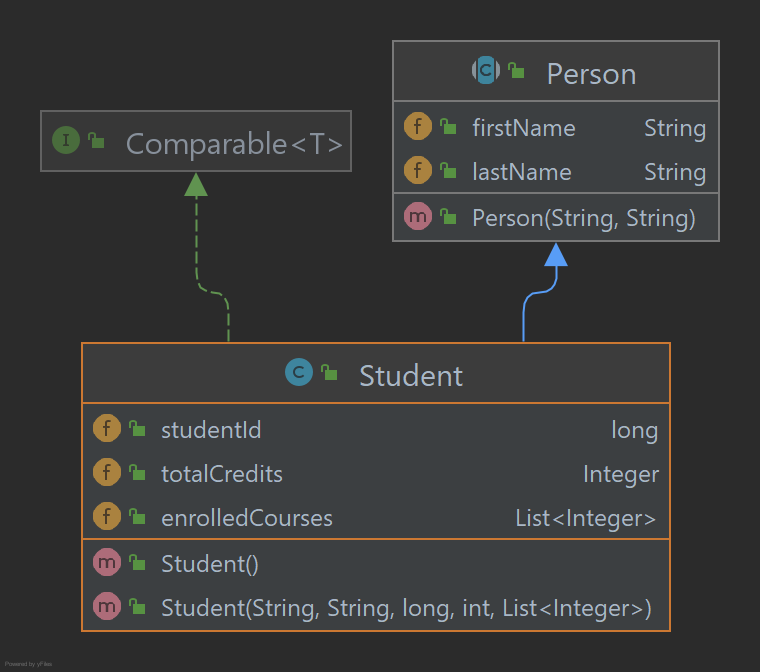 Person
firstName String
lastName String
Person(String, String)
I Comparable<T>
C Student
f studentId long
f totalCredits Integer
f enrolledCourses List<Integer>
m Student()
m Student(String, String, long, int, List<Integer>)
Powered by yFiles